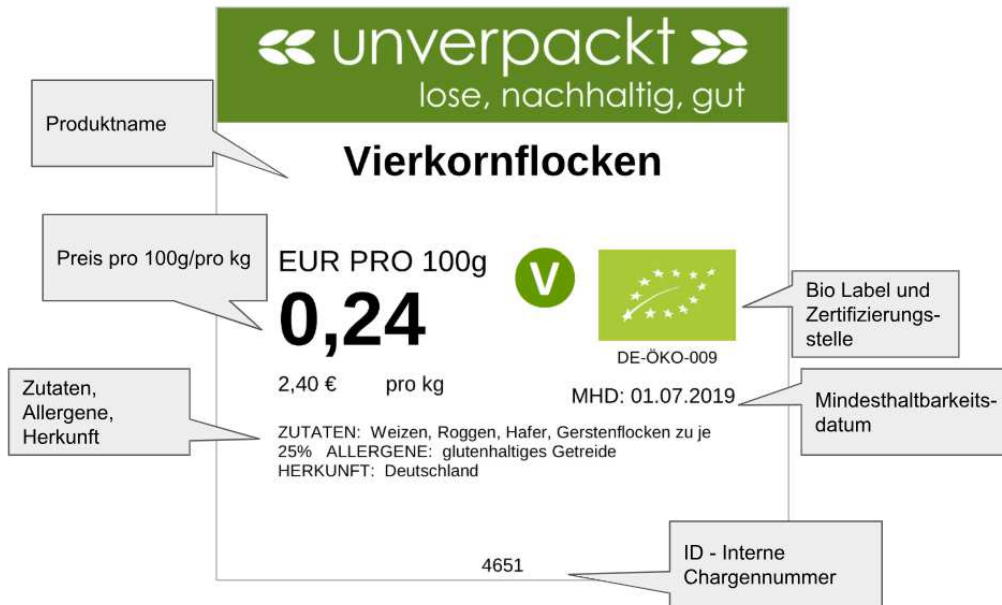 unverpackt
lose, nachhaltig, gut
Produktname
Vierkornflocken
Preis pro 100g/pro kg
EUR PRO 100g
0,24
2,40 € pro kg
V
DE-ÖKO-009
Bio Label und
Zertifizierungs-
stelle
MHD: 01.07.2019
Mindesthaltbarkeits-
datum
Zutaten,
Allergene,
Herkunft
ZUTATEN: Weizen, Roggen, Hafer, Gerstenflocken zu je
25% ALLERGENE: glutenhaltiges Getreide
HERKUNFT: Deutschland
4651
ID - Interne
Chargennummer